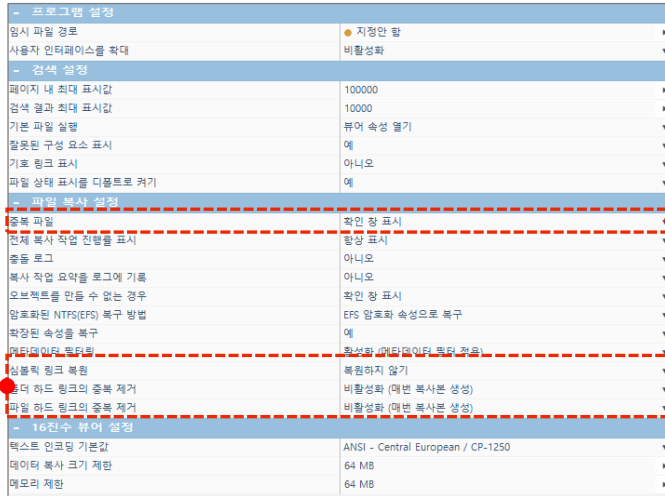 - 프로그램 설정
임시 파일 경로 지정안 함
사용자 인터페이스를 확대 비활성화
- 검색 설정
페이지 내 최대 표시값 100000
검색 결과 최대 표시값 10000
기본 파일 실행 뷰어 속성 열기
잘못된 구성 요소 표시 예
기호 링크 표시 아니오
파일 상태 표시를 디폴트로 켜기 예
- 파일 복사 설정
중복 파일 확인 창 표시
전체 복사 작업 진행률 표시 항상 표시
충돌 로그 아니오
복사 작업 요약을 로그에 기록 아니오
오브젝트를 만들 수 없는 경우 확인 창 표시
암호화된 NTFS(EFS) 복구 방법 EFS 암호화 속성으로 복구
확장된 속성을 복구 예
메타데이터 필터링 활성화 (메타데이터 필터 적용)
심볼릭 링크 복원 복원하지 않기
폴더 하드 링크의 중복 제거 비활성화 (매번 복사본 생성)
파일 하드 링크의 중복 제거 비활성화 (매번 복사본 생성)
- 16진수 뷰어 설정
텍스트 인코딩 기본값 ANSI - Central European / CP-1250
데이터 복사 크기 제한 64 MB
메모리 제한 64 MB